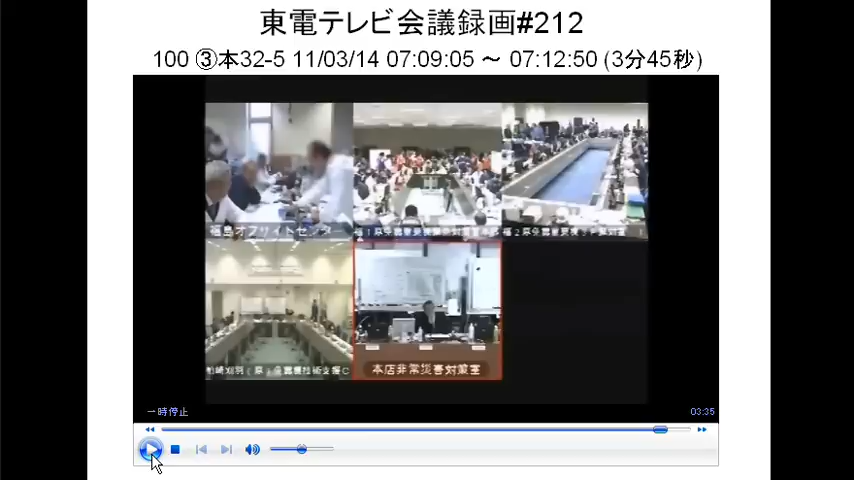 東電テレビ会議録画#212
100 ③本32-5 11/03/14 07:09:05 ～ 07:12:50 (3分45秒)
福島オフサイトセンター
本店非常災害対策室
一時停止
03:35